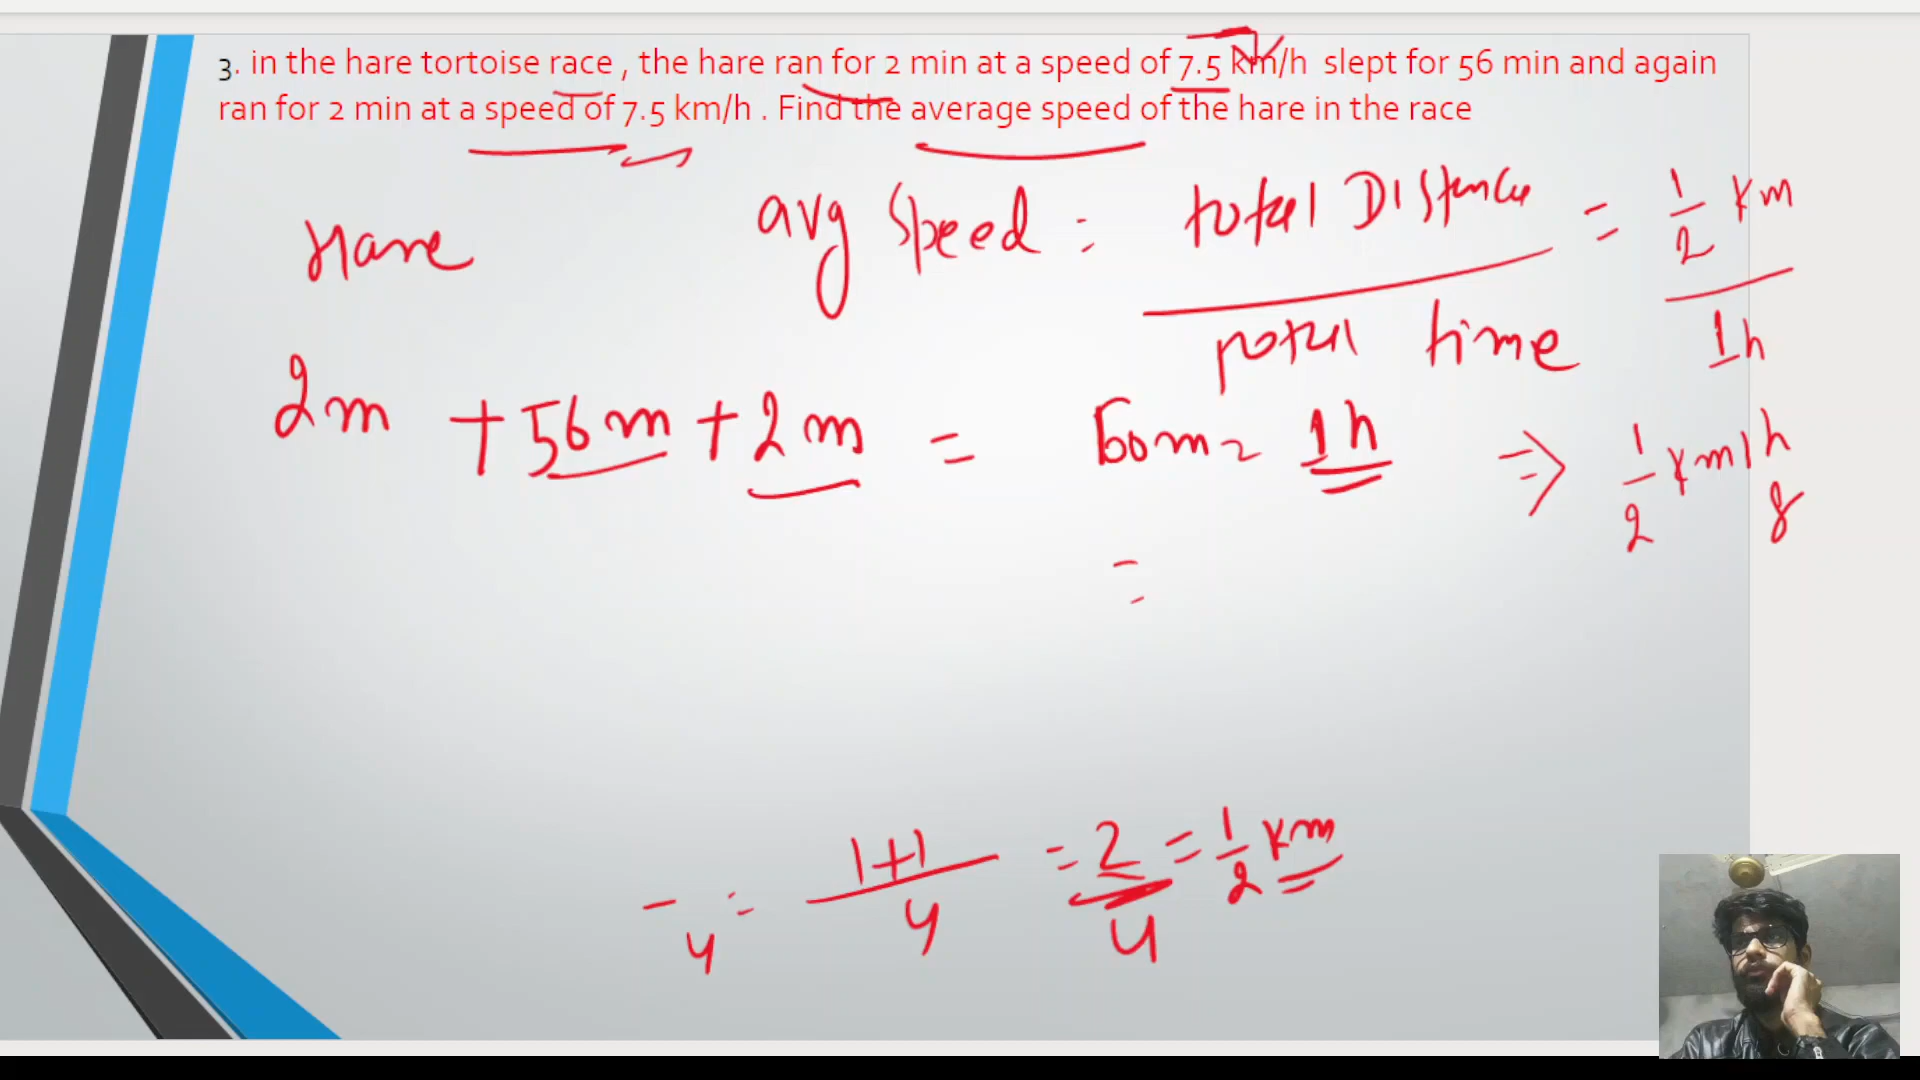 3. in the hare tortoise race , the hare ran for 2 min at a speed of 7.5 km/h slept for 56 min and again
ran for 2 min at a speed of 7.5 km/h . Find the average speed of the hare in the race
Hare
avg speed = total Distance / total time = 1/2 km / 1h
2m + 56m + 2m = 60m = 1h
⇒ 1/2 km/h
8
=
- 4 = 1+1 / 4 = 2/4 = 1/2 km